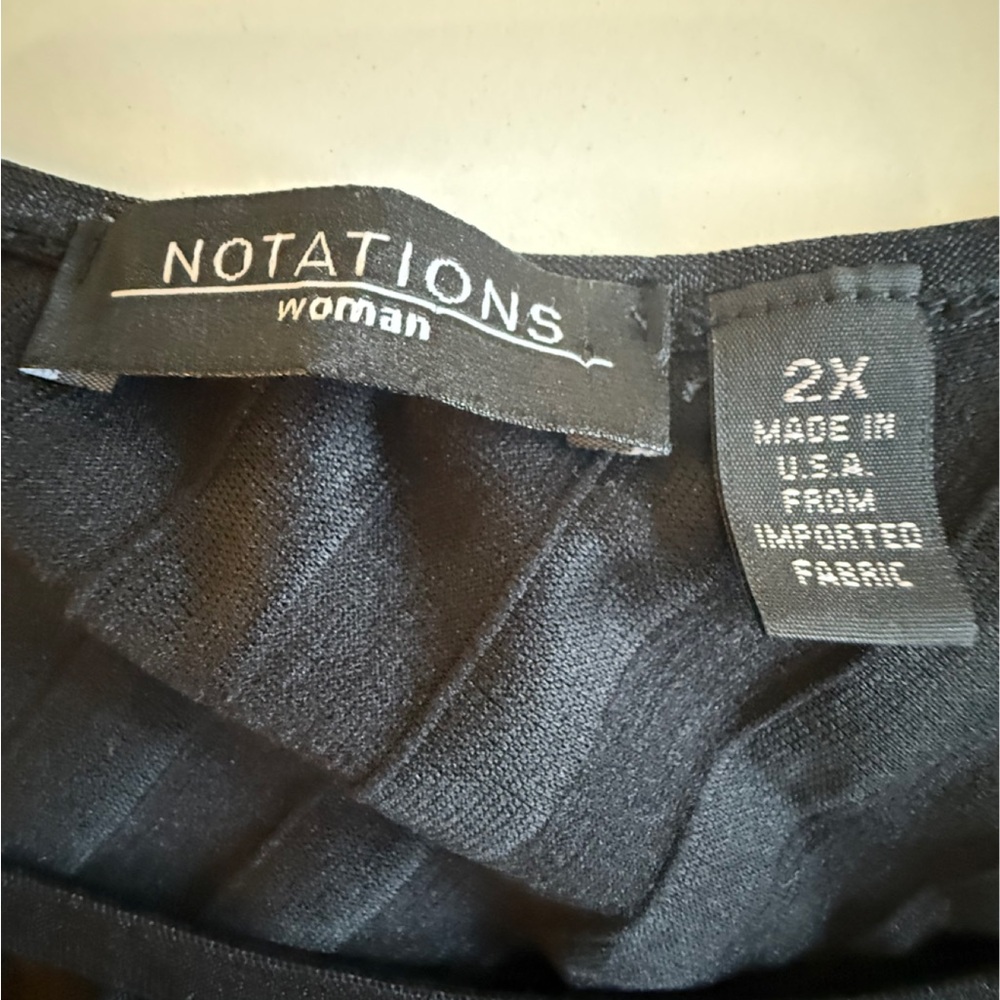 NOTATIONS
woman
2X
MADE IN
U.S.A.
FROM
IMPORTED
FABRIC